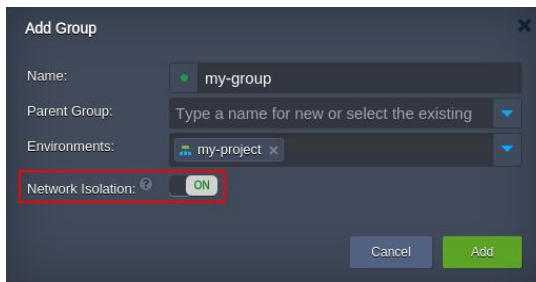 Add Group
Name: my-group
Parent Group: Type a name for new or select the existing
Environments: my-project
Network Isolation: ? ON
Cancel Add